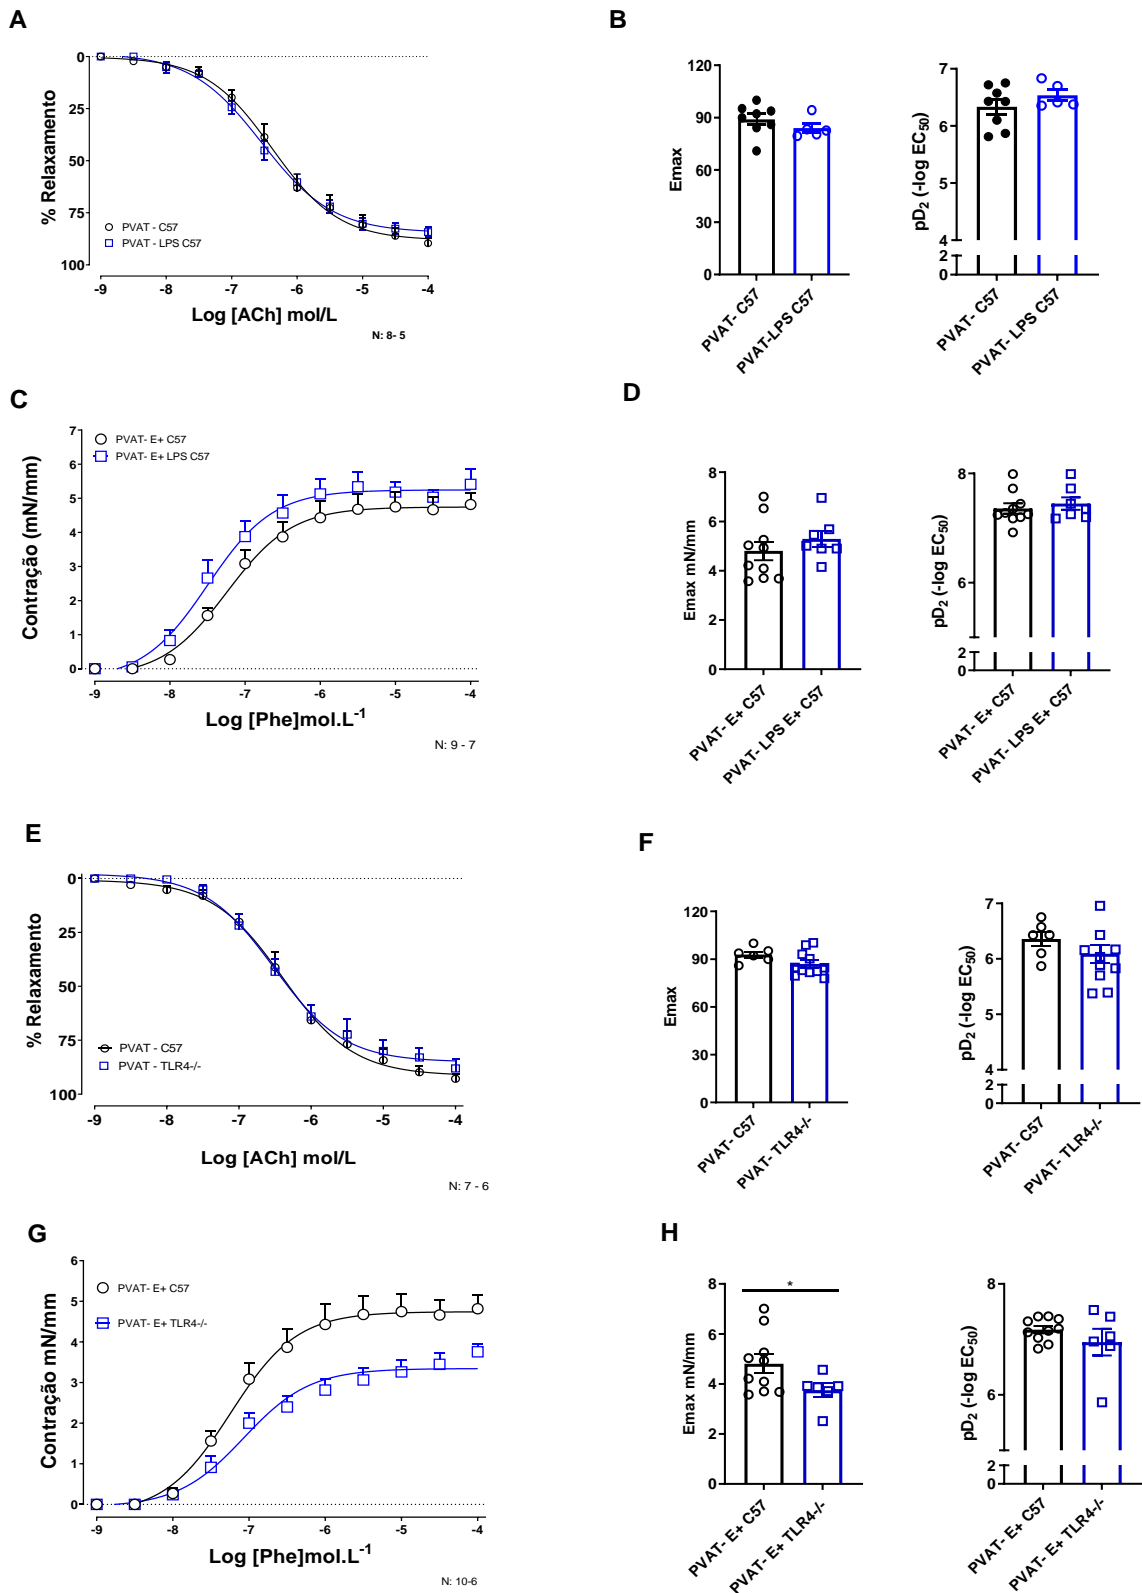 A
0
25
50
75
100
% Relaxamento
PVAT - C57
PVAT - LPS C57
-9 -8 -7 -6 -5 -4
Log [ACh] mol/L
N: 8- 5
B
120
90
60
30
0
Emax
PVAT- C57
PVAT-LPS C57
7
6
5
4
2
0
pD2 (-log EC50)
PVAT- C57
PVAT- LPS C57
C
7
6
5
4
3
2
1
0
Contração (mN/mm)
PVAT- E+ C57
PVAT- E+ LPS C57
-9 -8 -7 -6 -5 -4
Log [Phe]mol.L-1
N: 9 - 7
D
8
6
4
2
0
Emax mN/mm
PVAT- E+ C57
PVAT- LPS E+ C57
8
6
2
0
pD2 (-log EC50)
PVAT- E+ C57
PVAT- LPS E+ C57
E
0
25
50
75
100
% Relaxamento
PVAT - C57
PVAT - TLR4-/-
-9 -8 -7 -6 -5 -4
Log [ACh] mol/L
N: 7 - 6
F
120
90
60
30
0
Emax
PVAT- C57
PVAT- TLR4-/-
7
6
5
4
2
0
pD2 (-log EC50)
PVAT- C57
PVAT- TLR4-/-
G
6
5
4
3
2
1
0
Contração mN/mm
PVAT- E+ C57
PVAT- E+ TLR4-/-
-9 -8 -7 -6 -5 -4
Log [Phe]mol.L-1
N: 10-6
H
8
6
4
2
0
Emax mN/mm
*
PVAT- E+ C57
PVAT- E+ TLR4-/-
8
6
2
0
pD2 (-log EC50)
PVAT- E+ C57
PVAT- E+ TLR4-/-